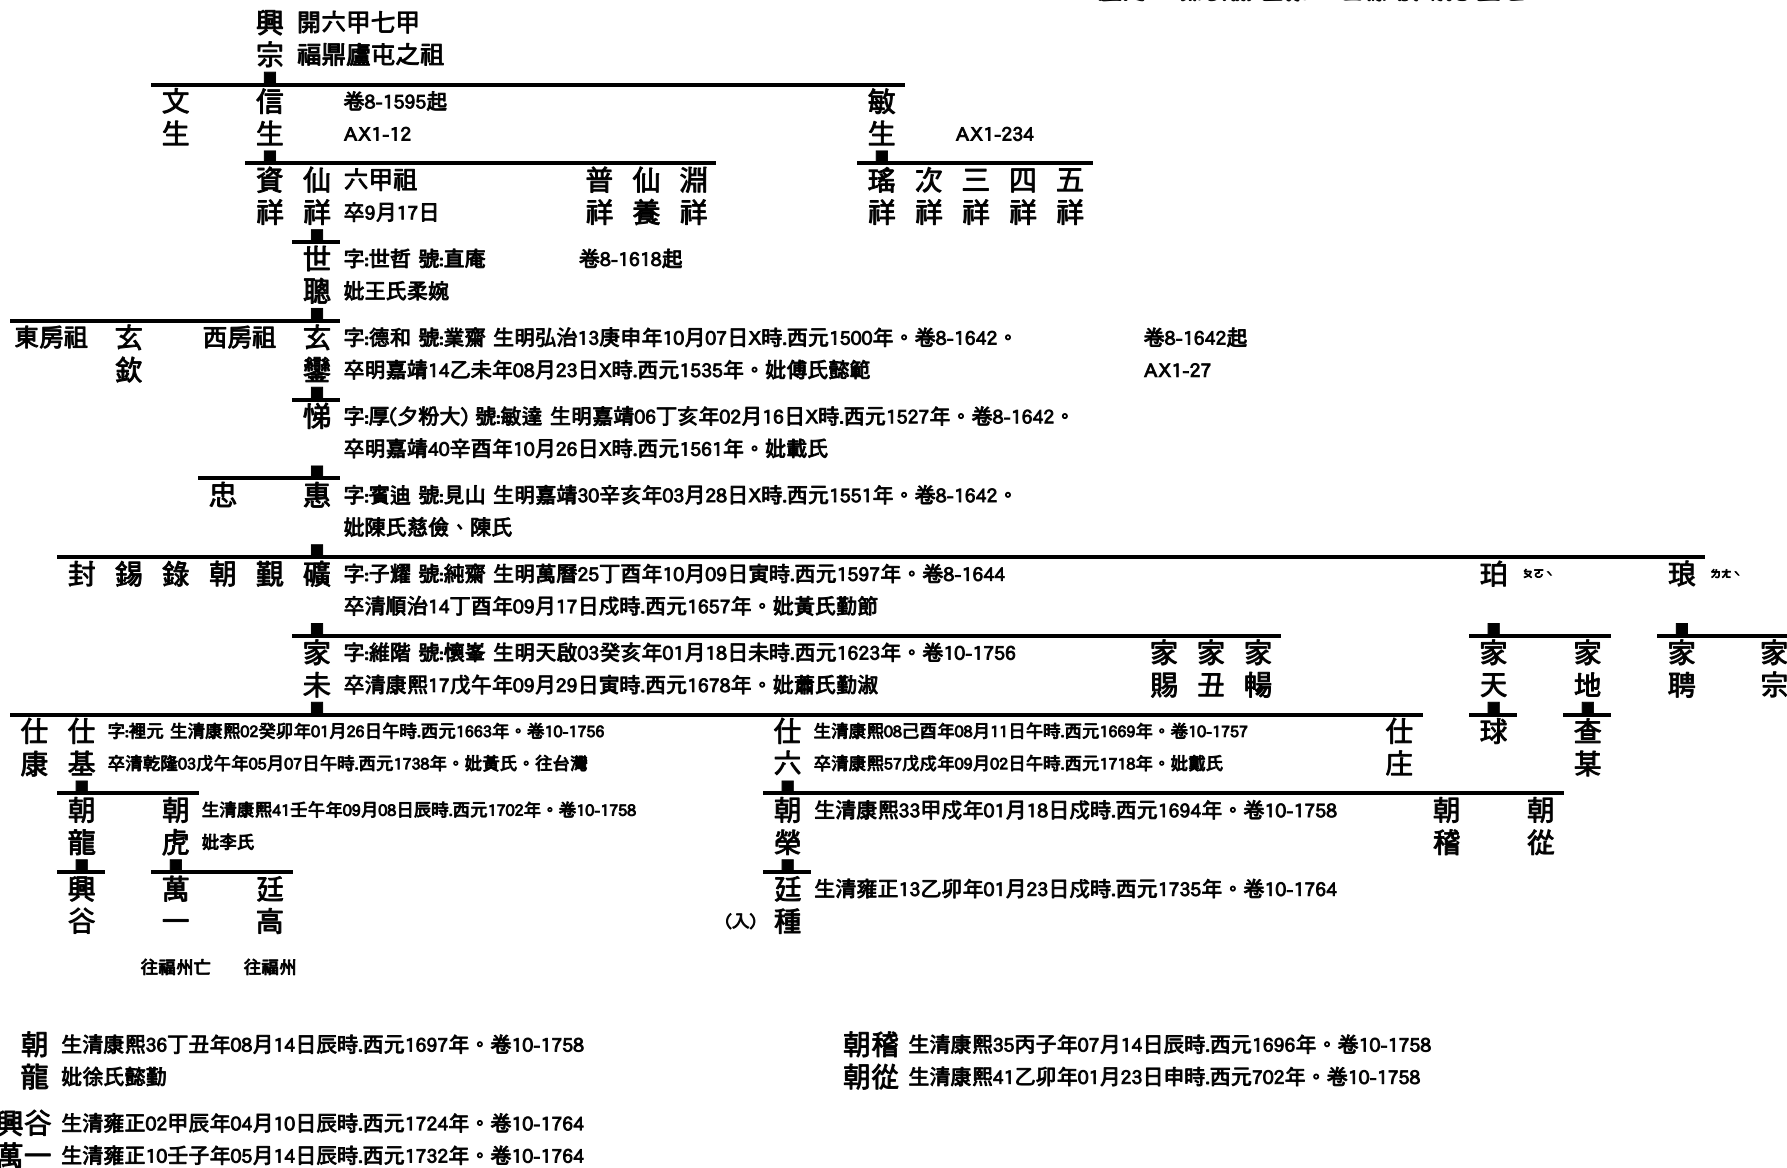 興宗 開六甲七甲
福鼎廬屯之祖
文生 信生 卷8-1595起 敏生
AX1-12 AX1-234
資祥 仙祥 六甲祖 普祥 仙養 淵祥 瑤祥 次祥 三祥 四祥 五祥
卒9月17日
世聰 字:世哲 號:直庵 卷8-1618起
妣王氏柔婉
東房祖 玄欽 西房祖 玄鑾 字:德和 號:業齋 生明弘治13庚申年10月07日X時.西元1500年。卷8-1642。 卷8-1642起
卒明嘉靖14乙未年08月23日X時.西元1535年。妣傅氏懿範 AX1-27
悌 字:厚(夕粉大) 號:敏達 生明嘉靖06丁亥年02月16日X時.西元1527年。卷8-1642。
卒明嘉靖40辛酉年10月26日X時.西元1561年。妣戴氏
忠 惠 字:賓迪 號:見山 生明嘉靖30辛亥年03月28日X時.西元1551年。卷8-1642。
妣陳氏慈儉、陳氏
封 錫 錄 朝 覲 礦 字:子耀 號:純齋 生明萬曆25丁酉年10月09日寅時.西元1597年。卷8-1644 珀 ㄆㄛˋ 琅 ㄌㄤˋ
卒清順治14丁酉年09月17日戍時.西元1657年。妣黃氏勤節
家未 字:維階 號:懷峯 生明天啟03癸亥年01月18日未時.西元1623年。卷10-1756 家賜 家丑 家暢 家天 家地 家聘 家宗
卒清康熙17戊午年09月29日寅時.西元1678年。妣蕭氏勤淑
仕康 仕基 字:裡元 生清康熙02癸卯年01月26日午時.西元1663年。卷10-1756 仕六 生清康熙08己酉年08月11日午時.西元1669年。卷10-1757 仕庄 球 查某
卒清乾隆03戊午年05月07日午時.西元1738年。妣黃氏。往台灣 卒清康熙57戊戍年09月02日午時.西元1718年。妣戴氏
朝龍 朝虎 生清康熙41壬午年09月08日辰時.西元1702年。卷10-1758 朝榮 生清康熙33甲戍年01月18日戍時.西元1694年。卷10-1758 朝稽 朝從
妣李氏
興谷 萬一 廷高 (入) 廷種 生清雍正13乙卯年01月23日戍時.西元1735年。卷10-1764
往福州亡 往福州
朝龍 生清康熙36丁丑年08月14日辰時.西元1697年。卷10-1758
妣徐氏懿勤
朝稽 生清康熙35丙子年07月14日辰時.西元1696年。卷10-1758
朝從 生清康熙41乙卯年01月23日申時.西元702年。卷10-1758
興谷 生清雍正02甲辰年04月10日辰時.西元1724年。卷10-1764
萬一 生清雍正10壬子年05月14日辰時.西元1732年。卷10-1764